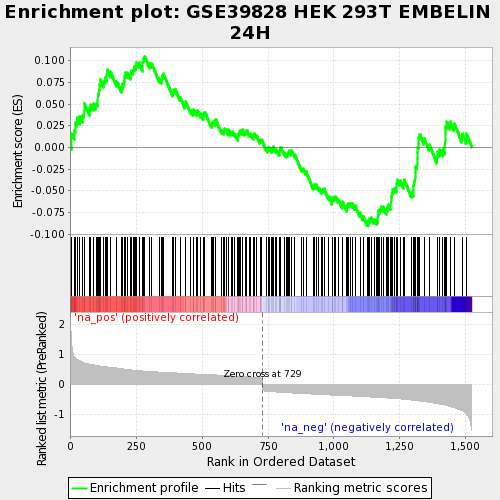 Enrichment plot: GSE39828 HEK 293T EMBELIN
24H
Enrichment score (ES)
0.100
0.075
0.050
0.025
0.000
-0.025
-0.050
-0.075
-0.100
'na_pos' (positively correlated)
Ranked list metric (PreRanked)
2
1
0
-1
Zero cross at 729
'na_neg' (negatively correlated)
0
250
500
750
1,000
1,250
1,500
Rank in Ordered Dataset
Enrichment profile
Hits
Ranking metric scores